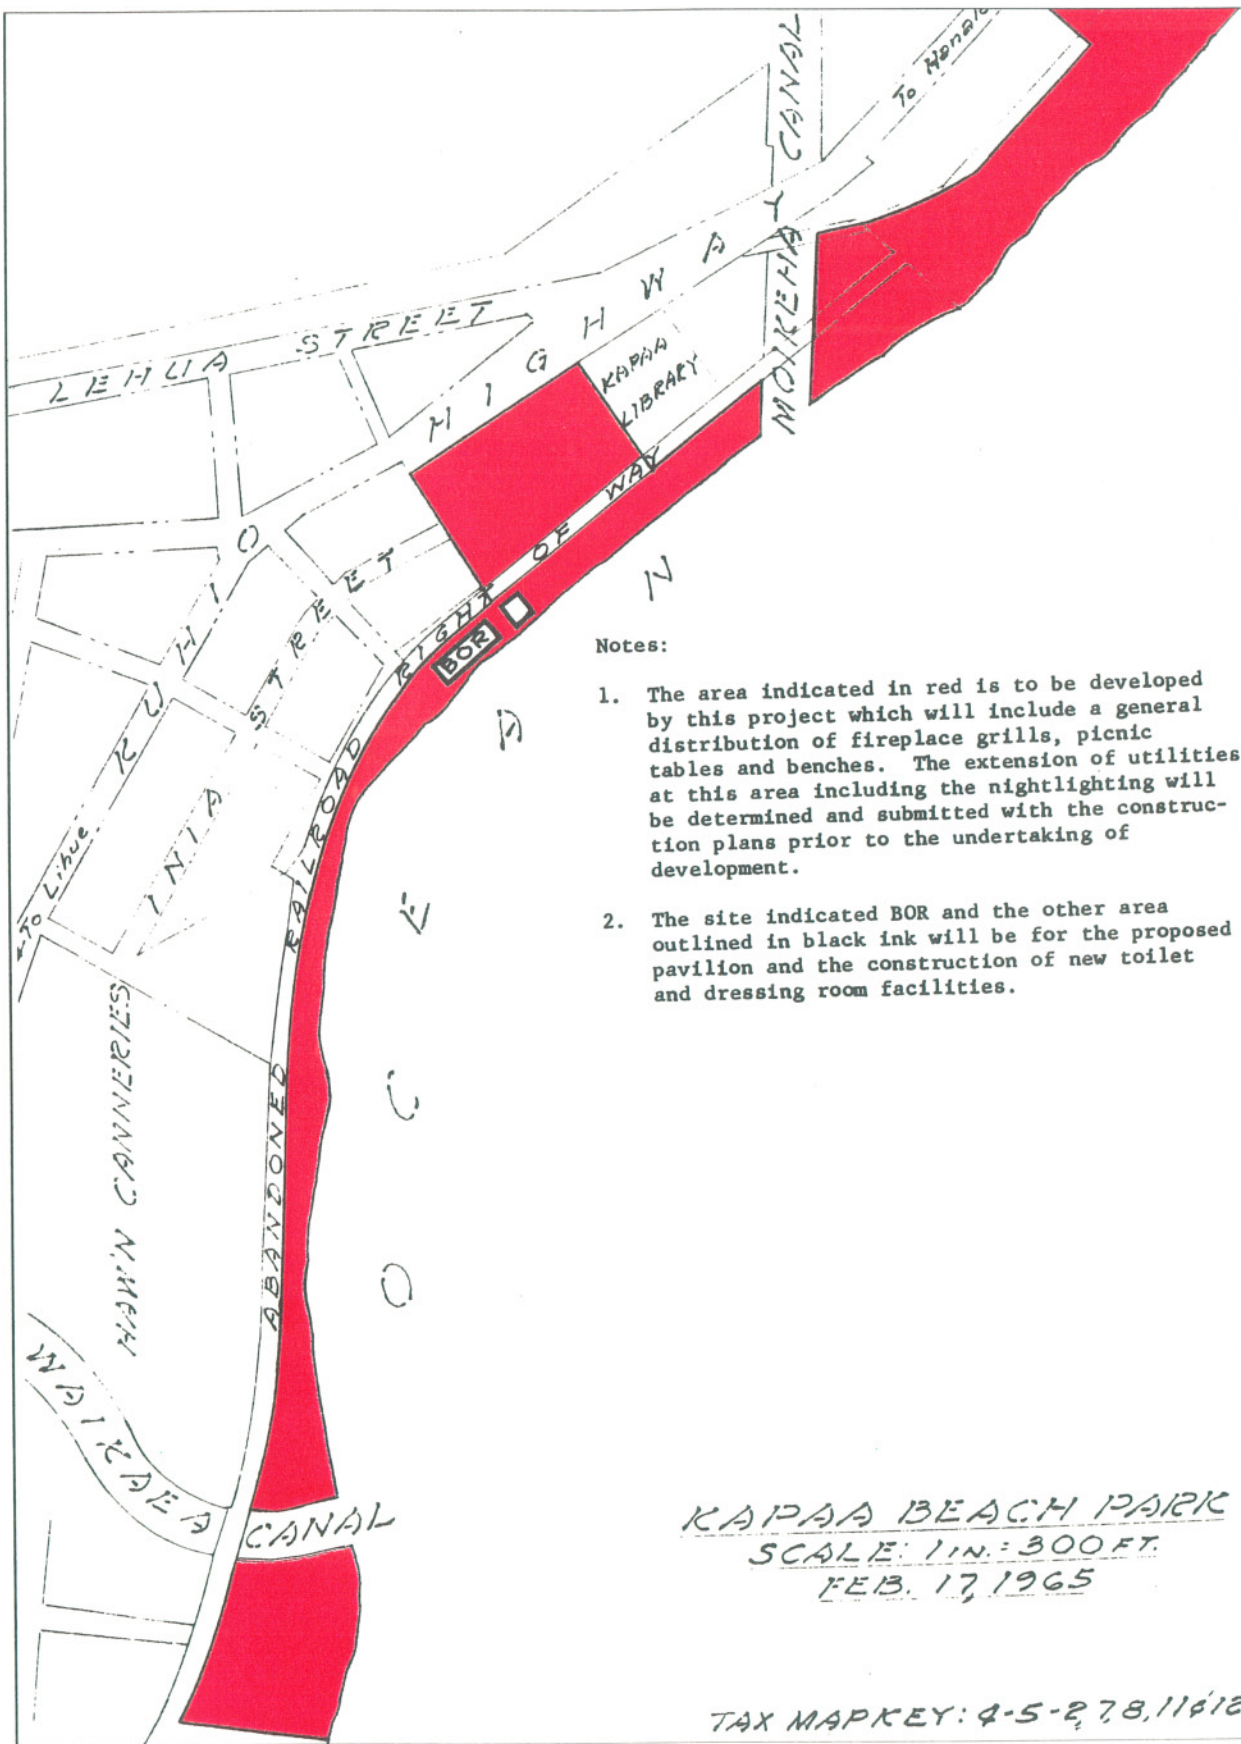 To
MOIKEHA CANAL
LEHUA STREET
KUHIO HIGHWAY
KAPAA
LIBRARY
INIA STREET
ABANDONED RAILROAD RIGHT OF WAY
BOR
OCEAN
←To Lihue
HAW'N CANNERIES
WAIKAEA CANAL
Notes:
1. The area indicated in red is to be developed
by this project which will include a general
distribution of fireplace grills, picnic
tables and benches. The extension of utilities
at this area including the nightlighting will
be determined and submitted with the construc-
tion plans prior to the undertaking of
development.
2. The site indicated BOR and the other area
outlined in black ink will be for the proposed
pavilion and the construction of new toilet
and dressing room facilities.
KAPAA BEACH PARK
SCALE: 1 IN. = 300 FT.
FEB. 17, 1965
TAX MAP KEY: 4-5-2,7,8,11&12